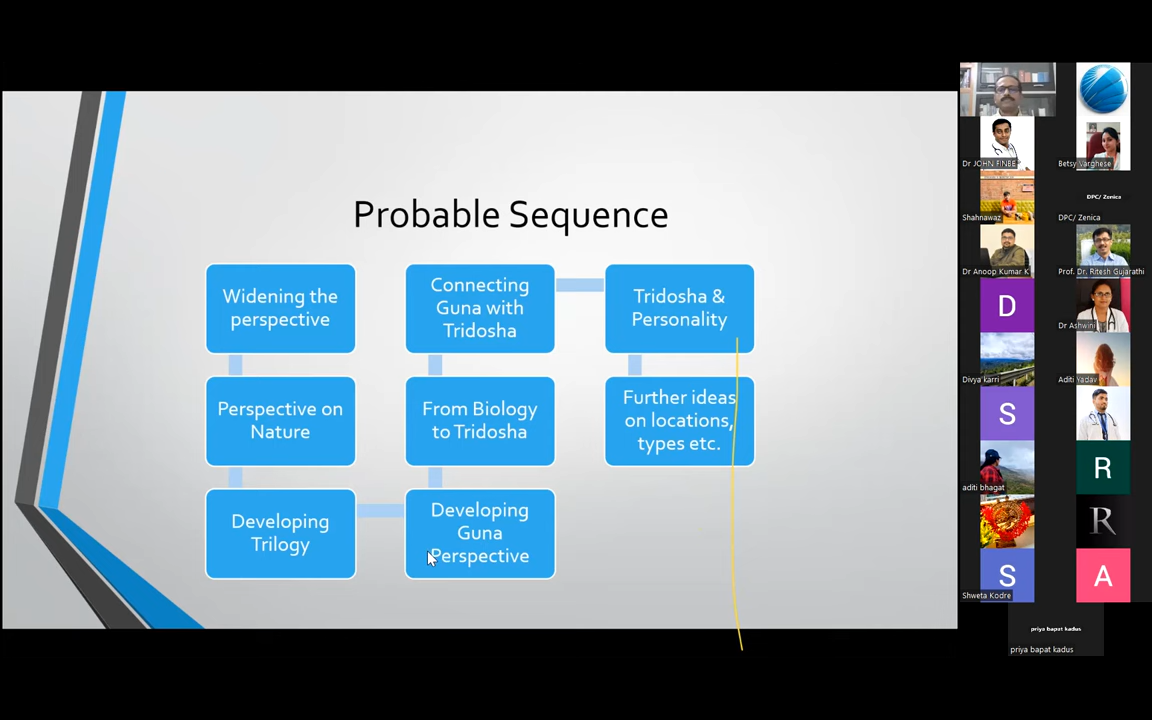 Probable Sequence
Widening the
perspective
Perspective on
Nature
Developing
Trilogy
Developing
Guna
Perspective
From Biology
to Tridosha
Connecting
Guna with
Tridosha
Tridosha &
Personality
Further ideas
on locations,
types etc.
Dr JOHN FINBE
Betsy Varghese
Shahnawaz
DPC/ Zenica
DPC/ Zenica
Dr Anoop Kumar K
Prof. Dr. Ritesh Gujarathi
D
Dr Ashwini
Divya karri
Aditi Yadav
S
aditi bhagat
R
R
S
Shweta Kodre
A
priya bapat kadus
priya bapat kadus